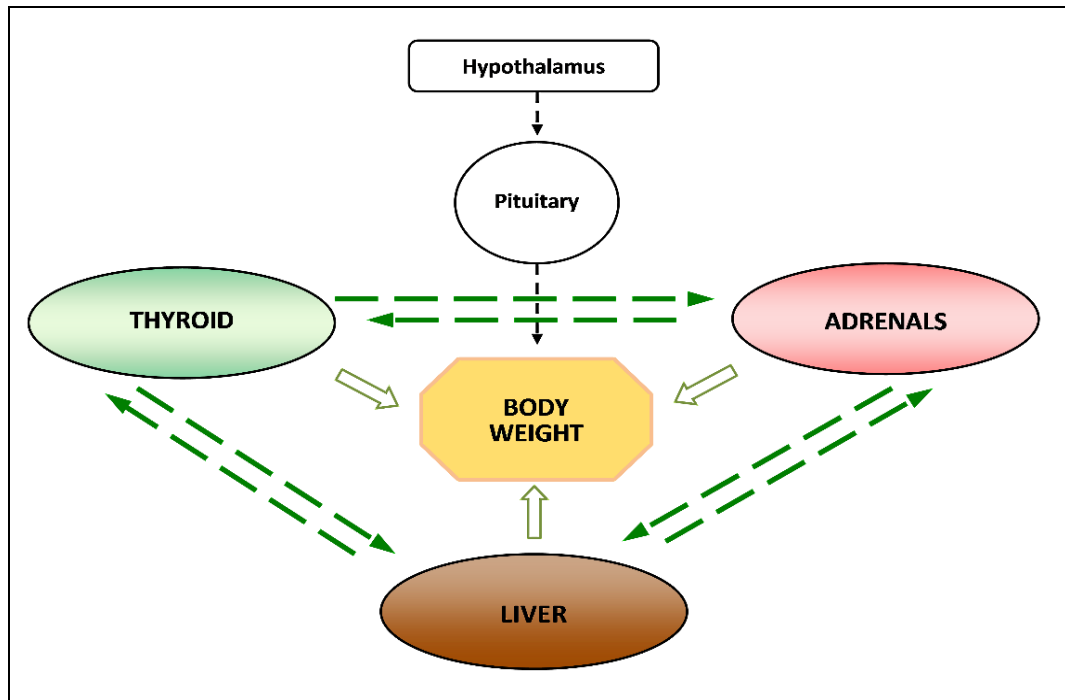 Hypothalamus
Pituitary
THYROID
ADRENALS
BODY
WEIGHT
LIVER